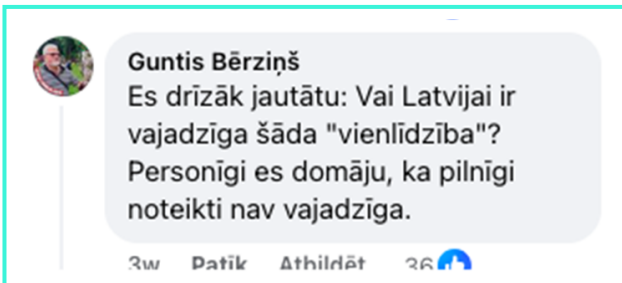 Guntis Bērziņš
Es drīzāk jautātu: Vai Latvijai ir
vajadzīga šāda "vienlīdzība"?
Personīgi es domāju, ka pilnīgi
noteikti nav vajadzīga.
3w Patīk Atbildēt 36